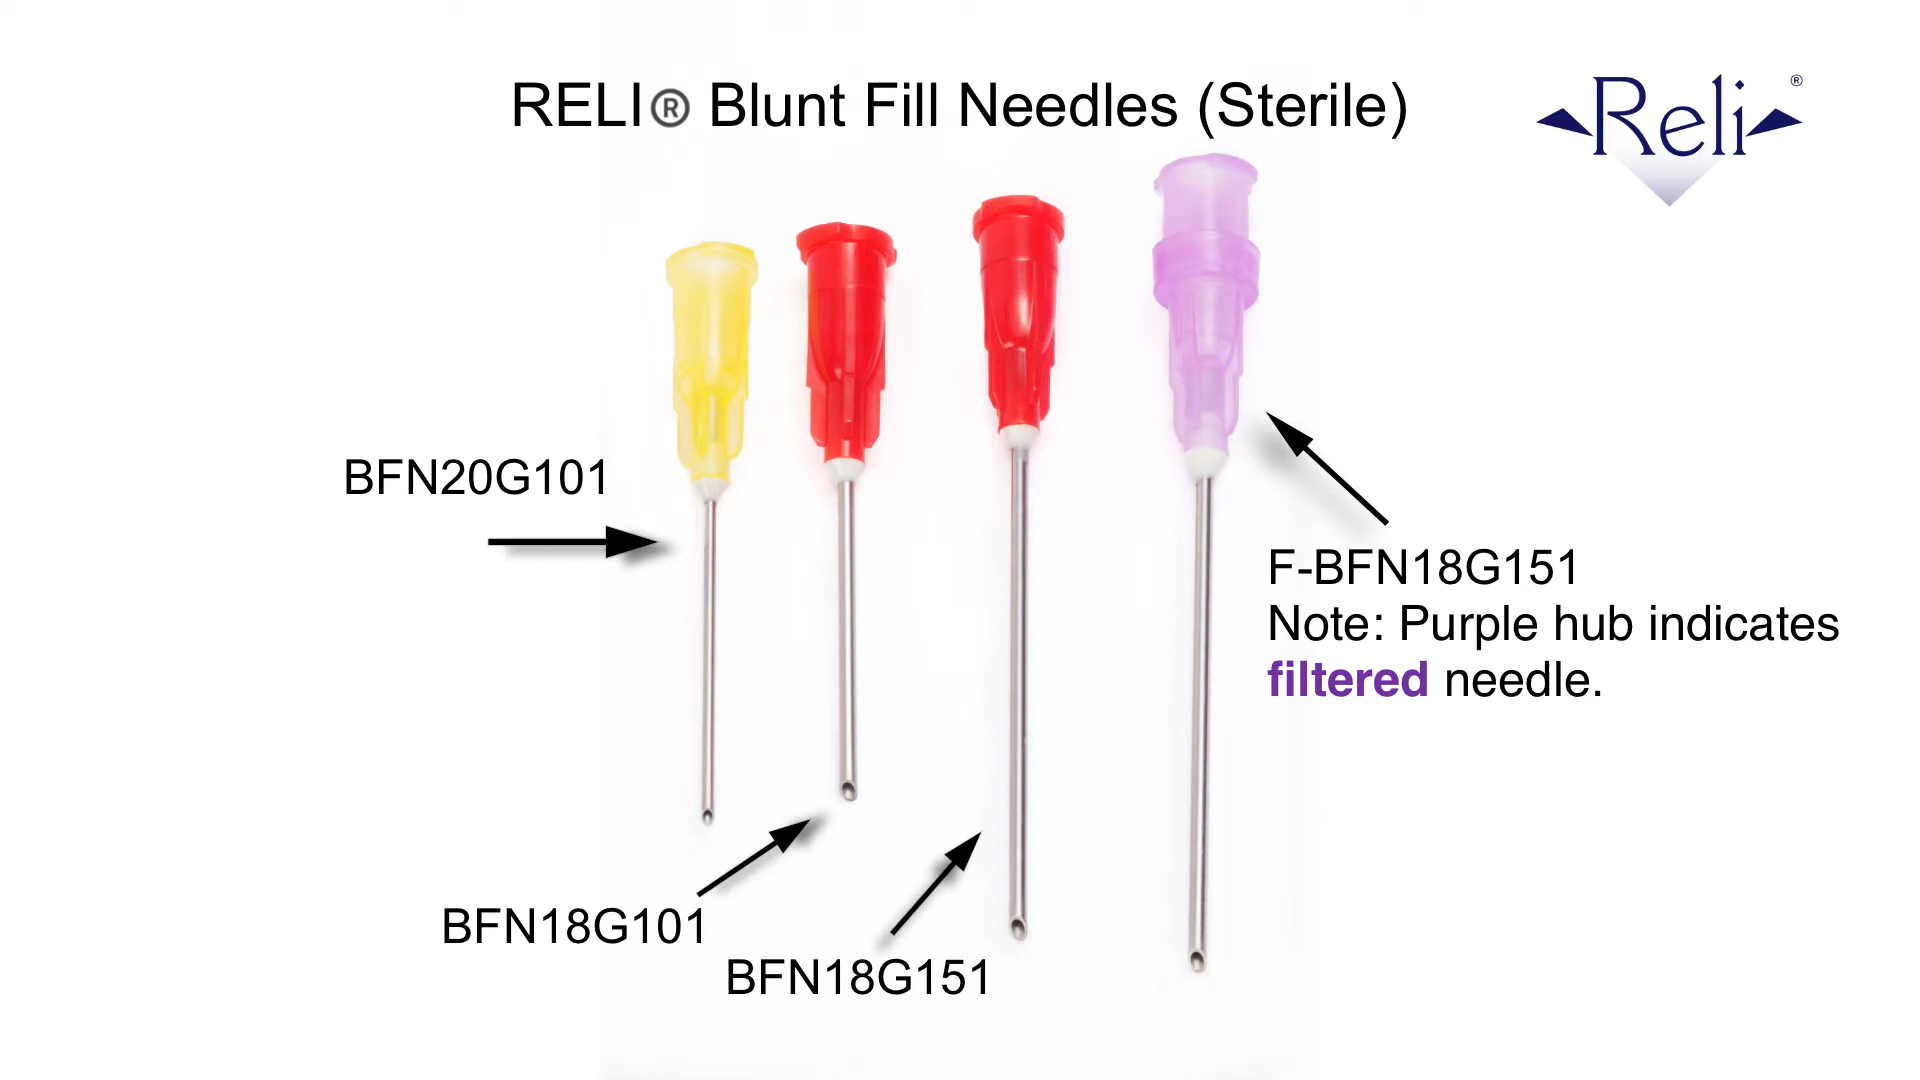 RELI® Blunt Fill Needles (Sterile)
Reli®
BFN20G101
F-BFN18G151
Note: Purple hub indicates
filtered needle.
BFN18G101
BFN18G151